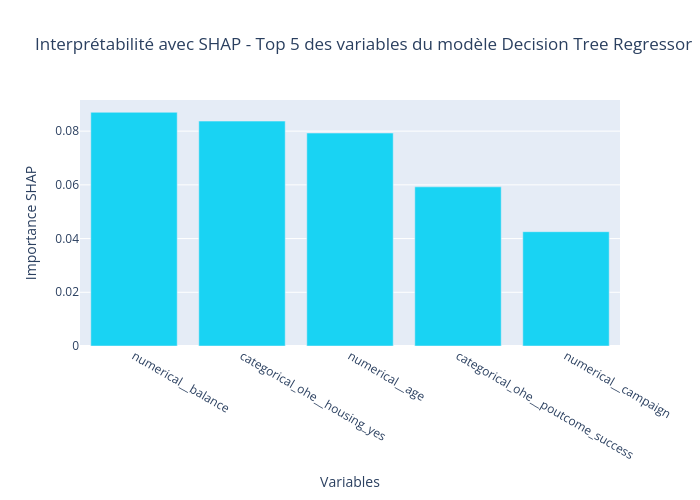 Interprétabilité avec SHAP - Top 5 des variables du modèle Decision Tree Regressor
Importance SHAP
0.08
0.06
0.04
0.02
0
numerical__balance
categorical_ohe__housing_yes
numerical__age
categorical_ohe__poutcome_success
numerical__campaign
Variables